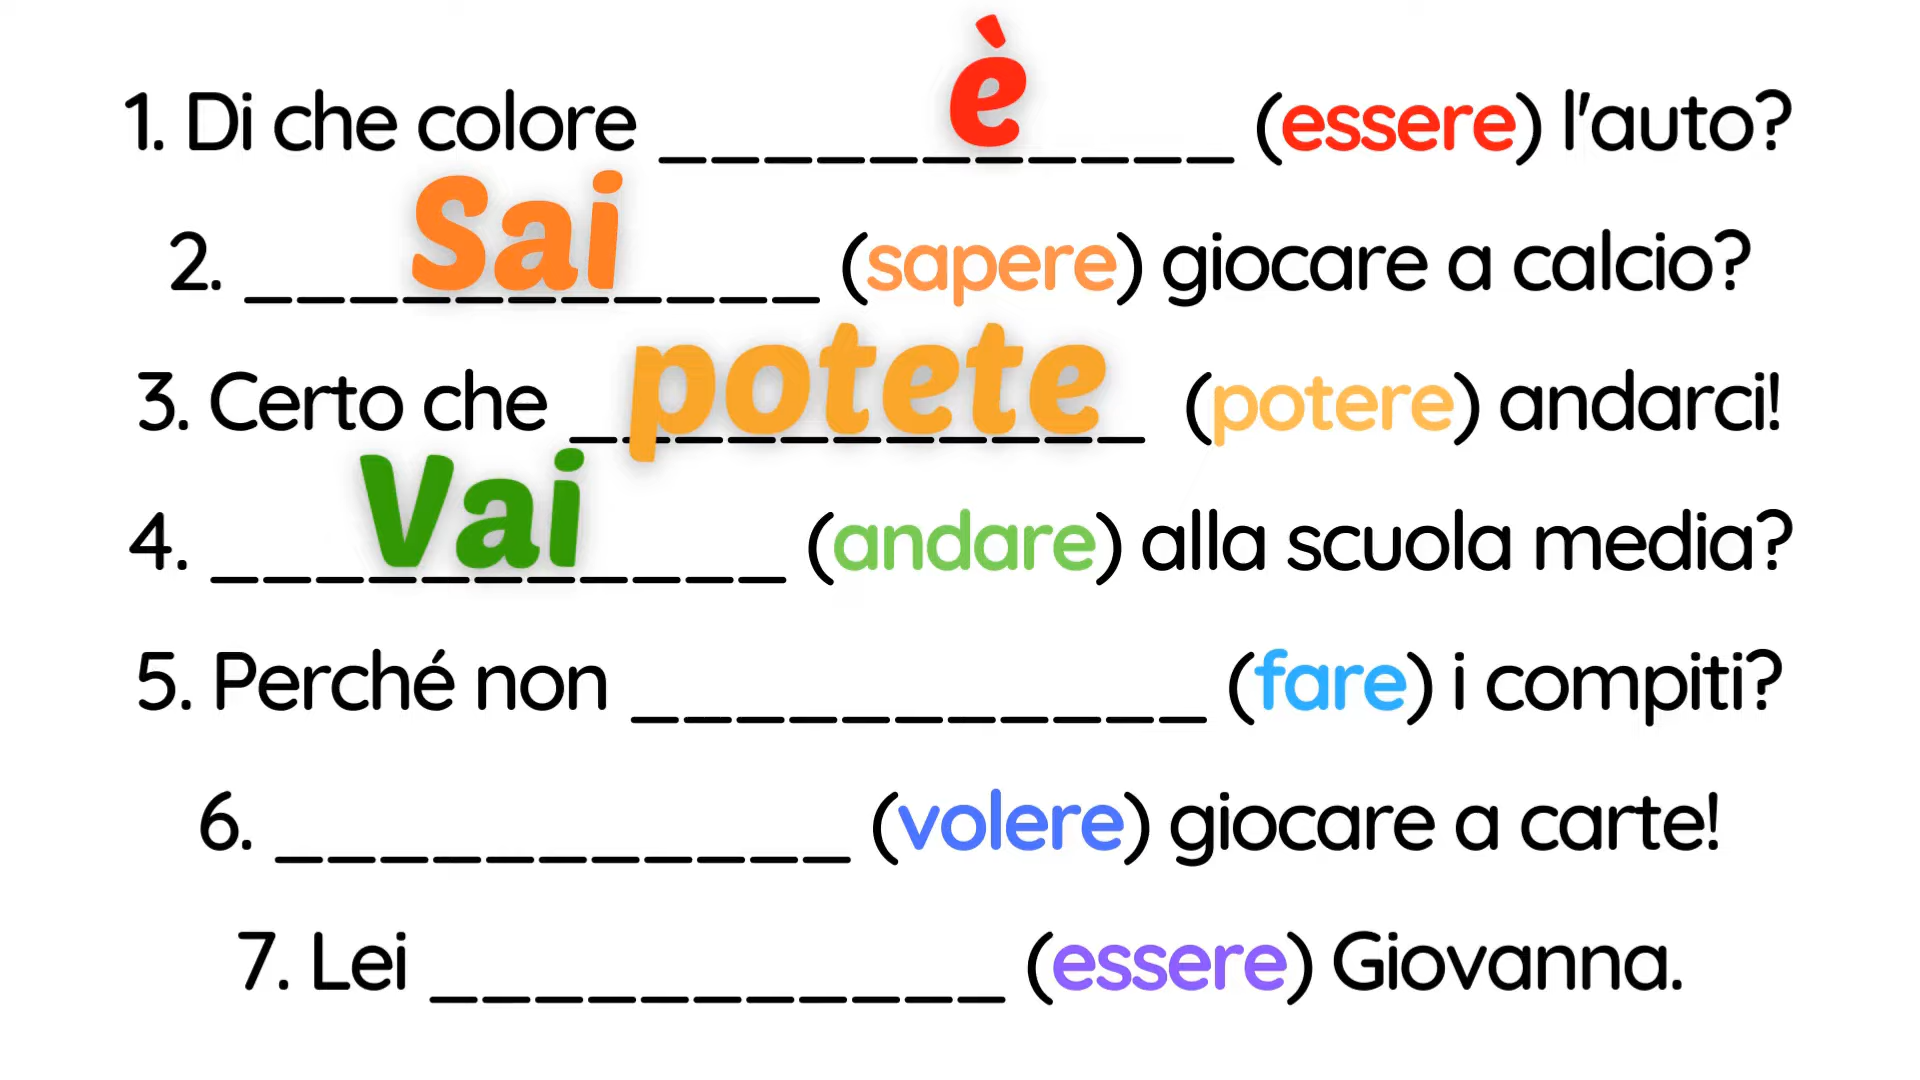 1. Di che colore è (essere) l'auto?
2. Sai (sapere) giocare a calcio?
3. Certo che potete (potere) andarci!
4. Vai (andare) alla scuola media?
5. Perché non _____________ (fare) i compiti?
6. _____________ (volere) giocare a carte!
7. Lei _____________ (essere) Giovanna.